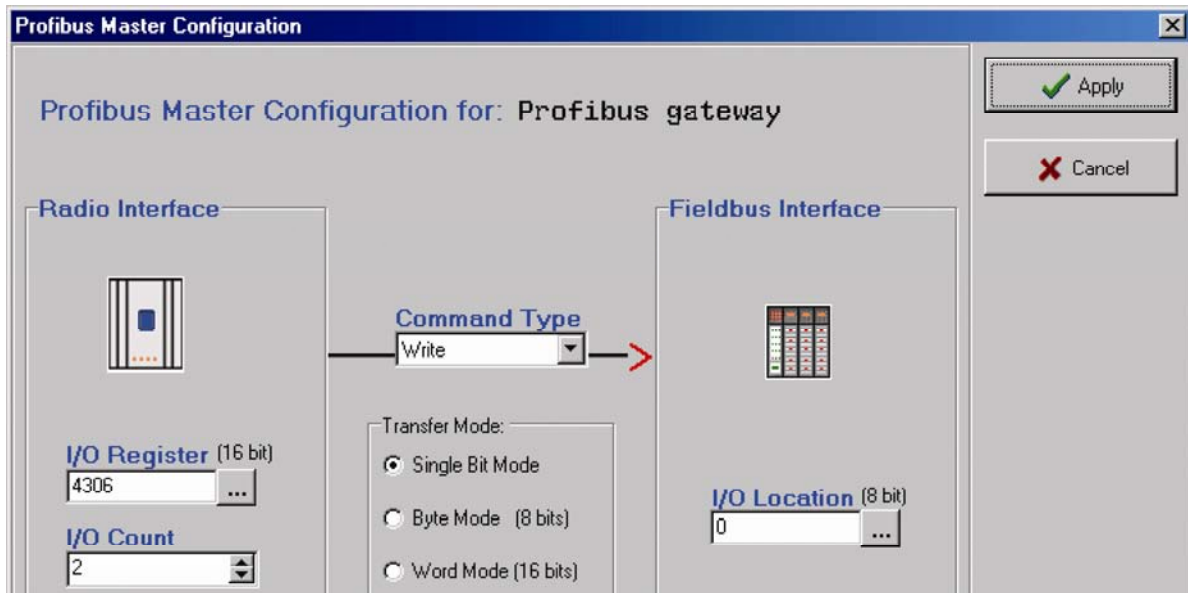 Profibus Master Configuration
Profibus Master Configuration for: Profibus gateway
Apply
Cancel
Radio Interface
Command Type
Write
Transfer Mode:
Single Bit Mode
Byte Mode (8 bits)
Word Mode (16 bits)
I/O Register (16 bit)
4306
...
I/O Count
2
Fieldbus Interface
I/O Location (8 bit)
0
...